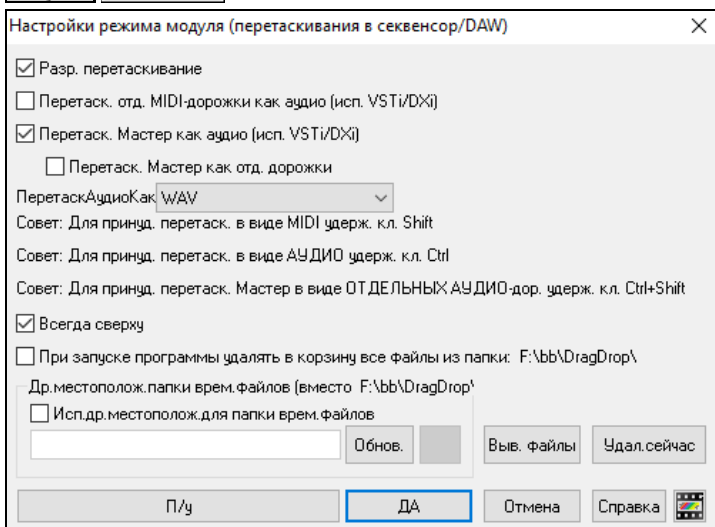 Настройки режима модуля (перетаскивания в секвенсор/DAW)
Разр. перетаскивание
Перетаск. отд. MIDI-дорожки как аудио (исп. VSTi/DXi)
Перетаск. Мастер как аудио (исп. VSTi/DXi)
Перетаск. Мастер как отд. дорожки
ПеретаскАудиоКак WAV
Совет: Для принуд. перетаск. в виде MIDI удерж. кл. Shift
Совет: Для принуд. перетаск. в виде АУДИО удерж. кл. Ctrl
Совет: Для принуд. перетаск. Мастер в виде ОТДЕЛЬНЫХ АУДИО-дор. удерж. кл. Ctrl+Shift
Всегда сверху
При запуске программы удалять в корзину все файлы из папки: F:\bb\DragDrop\
Др.местополож.папки врем.файлов (вместо F:\bb\DragDrop\
Исп.др.местополож.для папки врем.файлов
Обнов. Выв. файлы Удал.сейчас
П/у ДА Отмена Справка